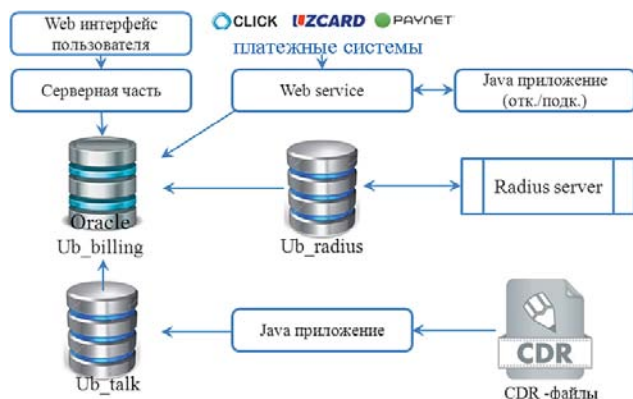 Web интерфейс
пользователя
CLICK UZCARD PAYNET
платежные системы
Серверная часть
Web service
Java приложение
(отк./подк.)
Oracle
Ub_billing
Ub_radius
Radius server
Ub_talk
Java приложение
CDR
CDR -файлы